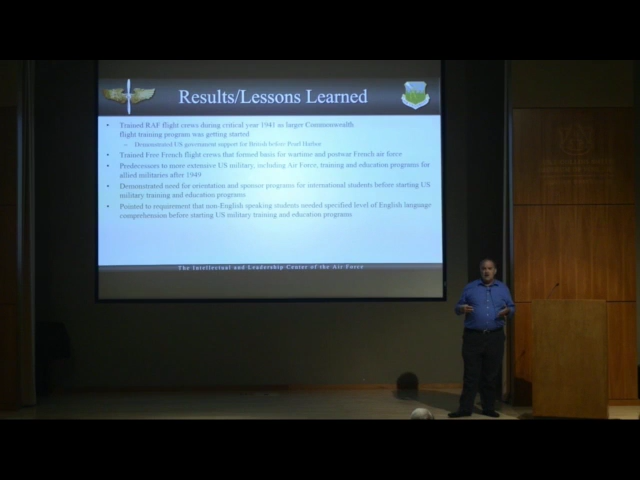 Results/Lessons Learned
• Trained RAF flight crews during critical year 1941 as larger Commonwealth
flight training program was getting started
– Demonstrated US government support for British before Pearl Harbor
• Trained Free French flight crews that formed basis for wartime and postwar French air force
• Predecessors to more extensive US military, including Air Force, training and education programs for
allied militaries after 1949
• Demonstrated need for orientation and sponsor programs for international students before starting US
military training and education programs
• Pointed to requirement that non-English speaking students needed specified level of English language
comprehension before starting US military training and education programs
The Intellectual and Leadership Center of the Air Force